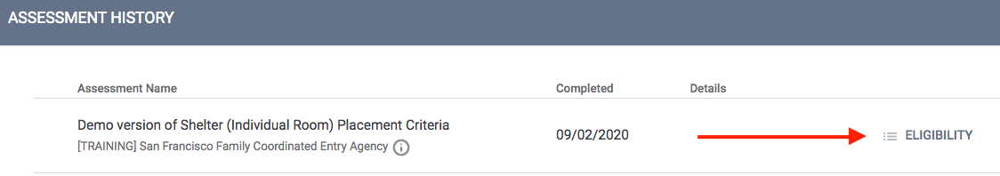 ASSESSMENT HISTORY
Assessment Name Completed Details
Demo version of Shelter (Individual Room) Placement Criteria
[TRAINING] San Francisco Family Coordinated Entry Agency
09/02/2020
ELIGIBILITY